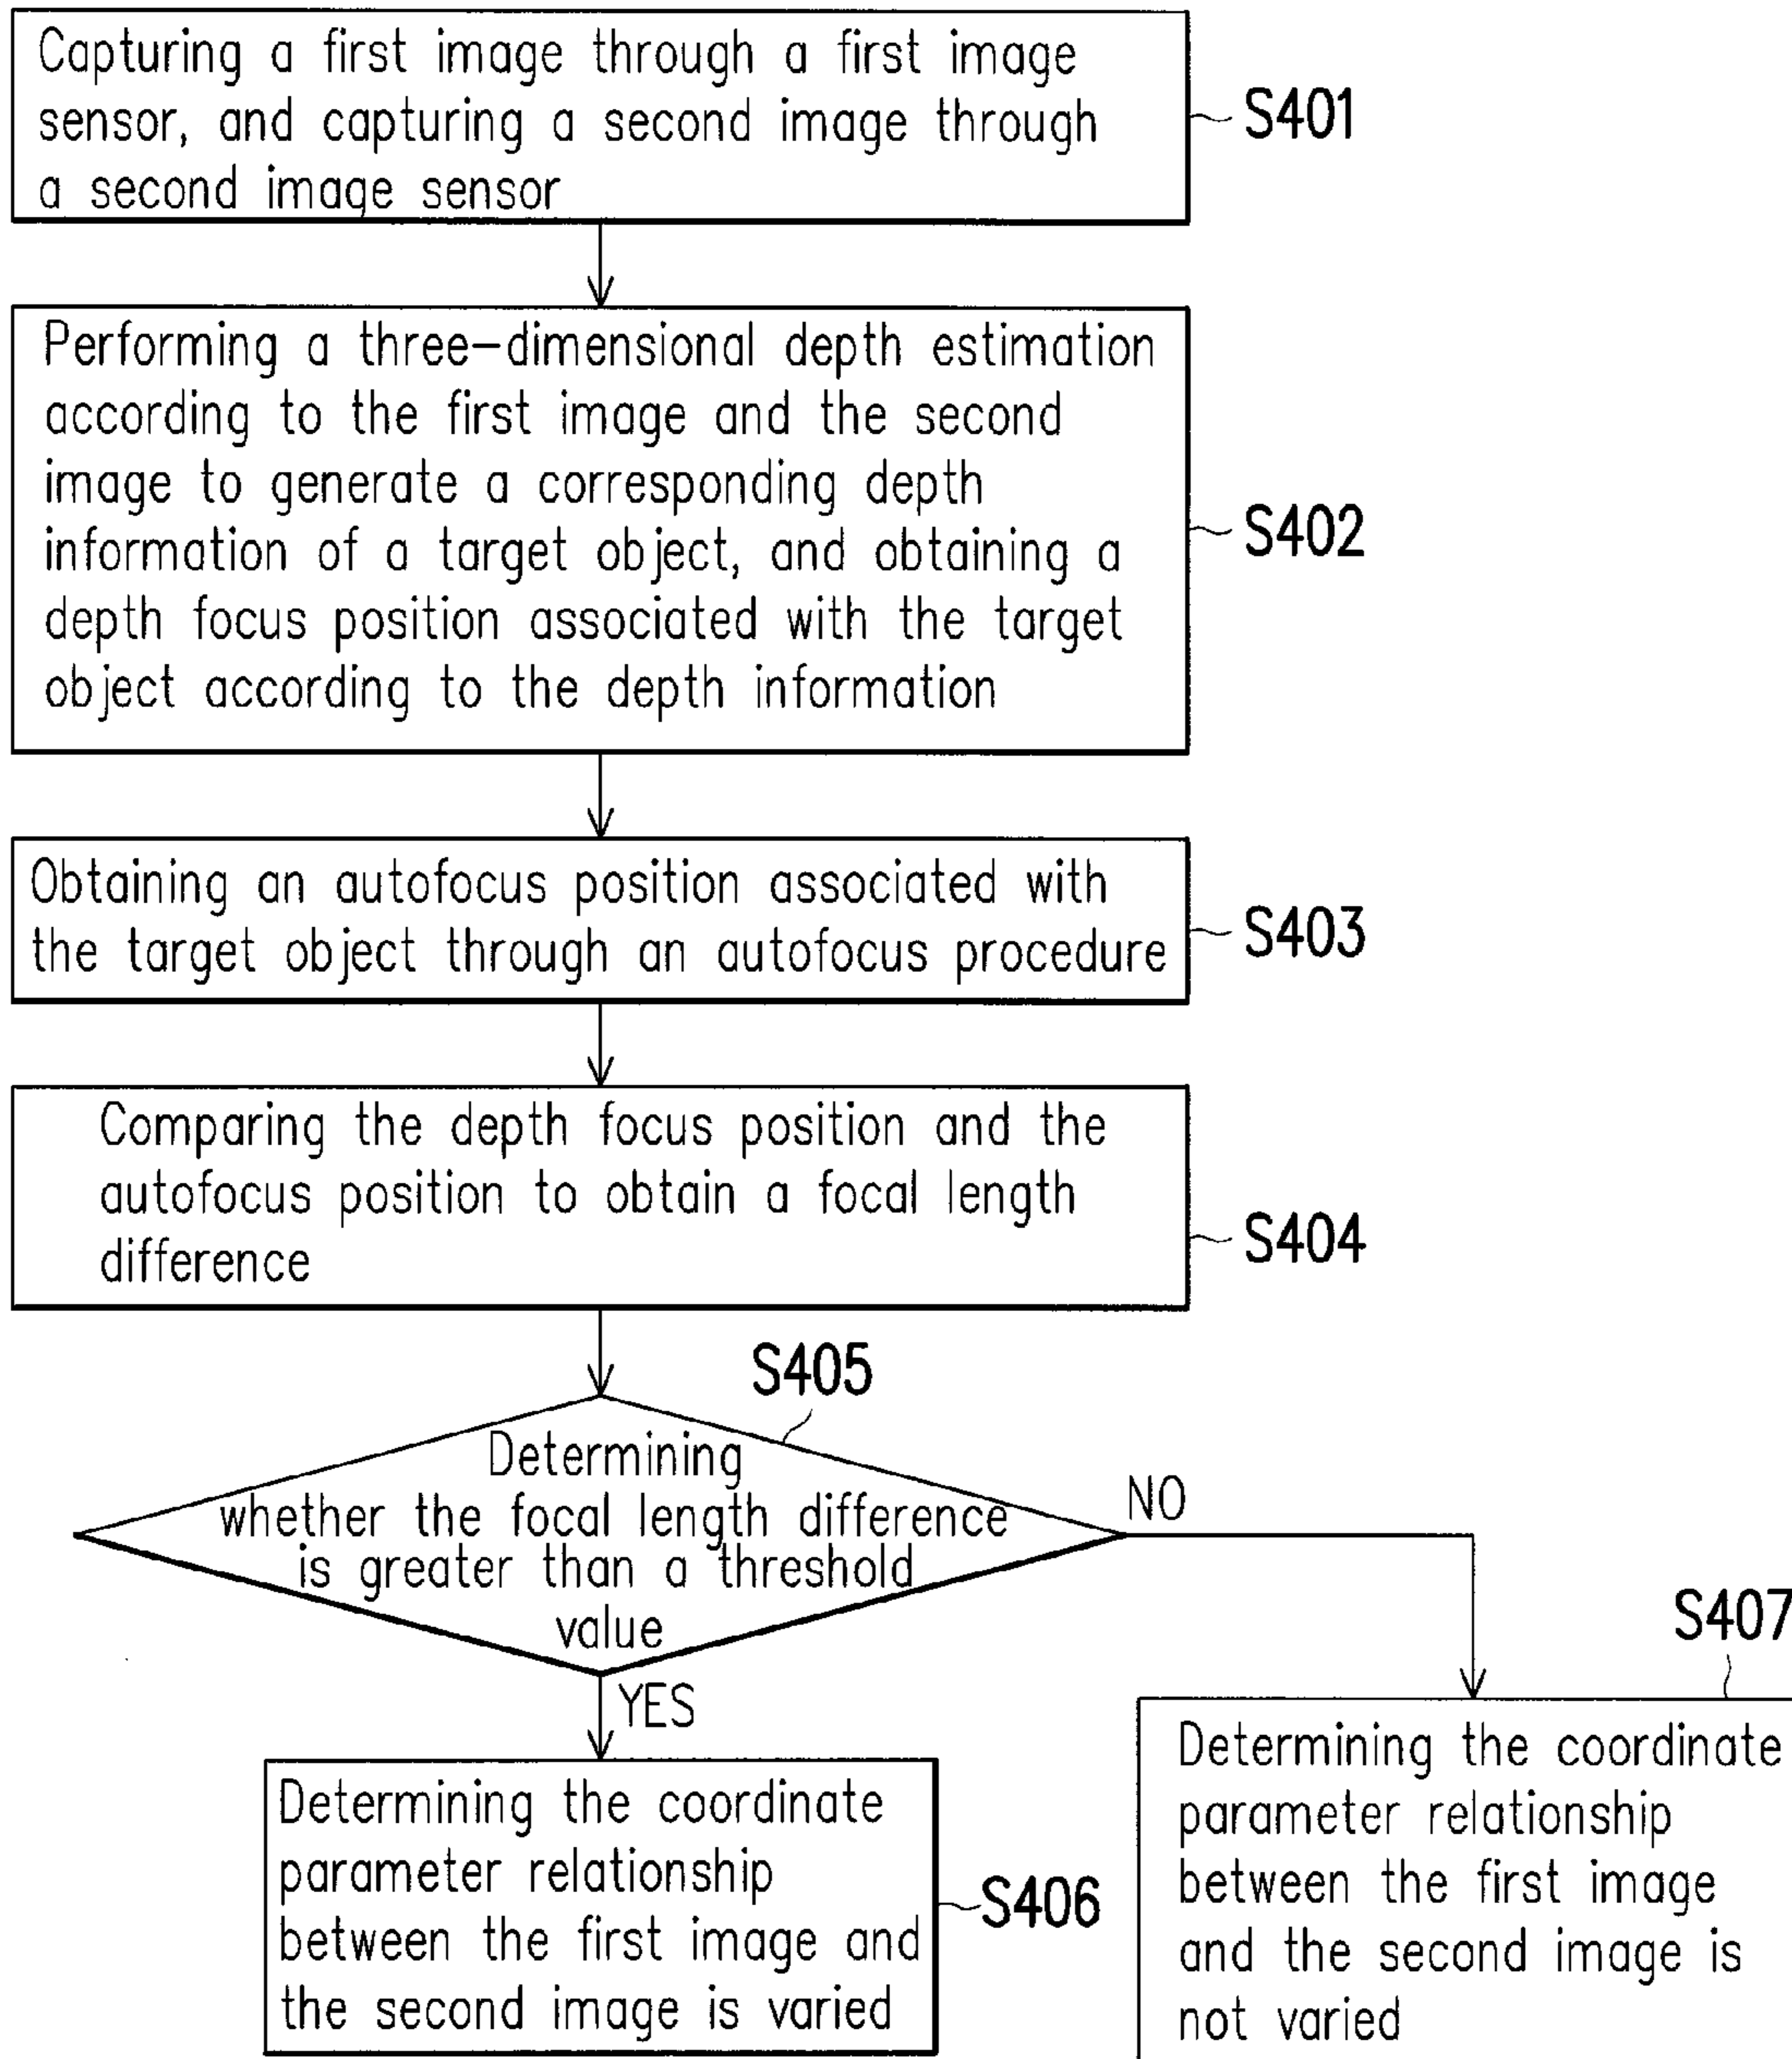 Capturing a first image through a first image
sensor, and capturing a second image through
a second image sensor
S401
Performing a three-dimensional depth estimation
according to the first image and the second
image to generate a corresponding depth
information of a target object, and obtaining a
depth focus position associated with the target
object according to the depth information
S402
Obtaining an autofocus position associated with
the target object through an autofocus procedure
S403
Comparing the depth focus position and the
autofocus position to obtain a focal length
difference
S404
S405
Determining
whether the focal length difference
is greater than a threshold
value
NO
YES
S407
Determining the coordinate
parameter relationship
between the first image and
the second image is varied
S406
Determining the coordinate
parameter relationship
between the first image
and the second image is
not varied